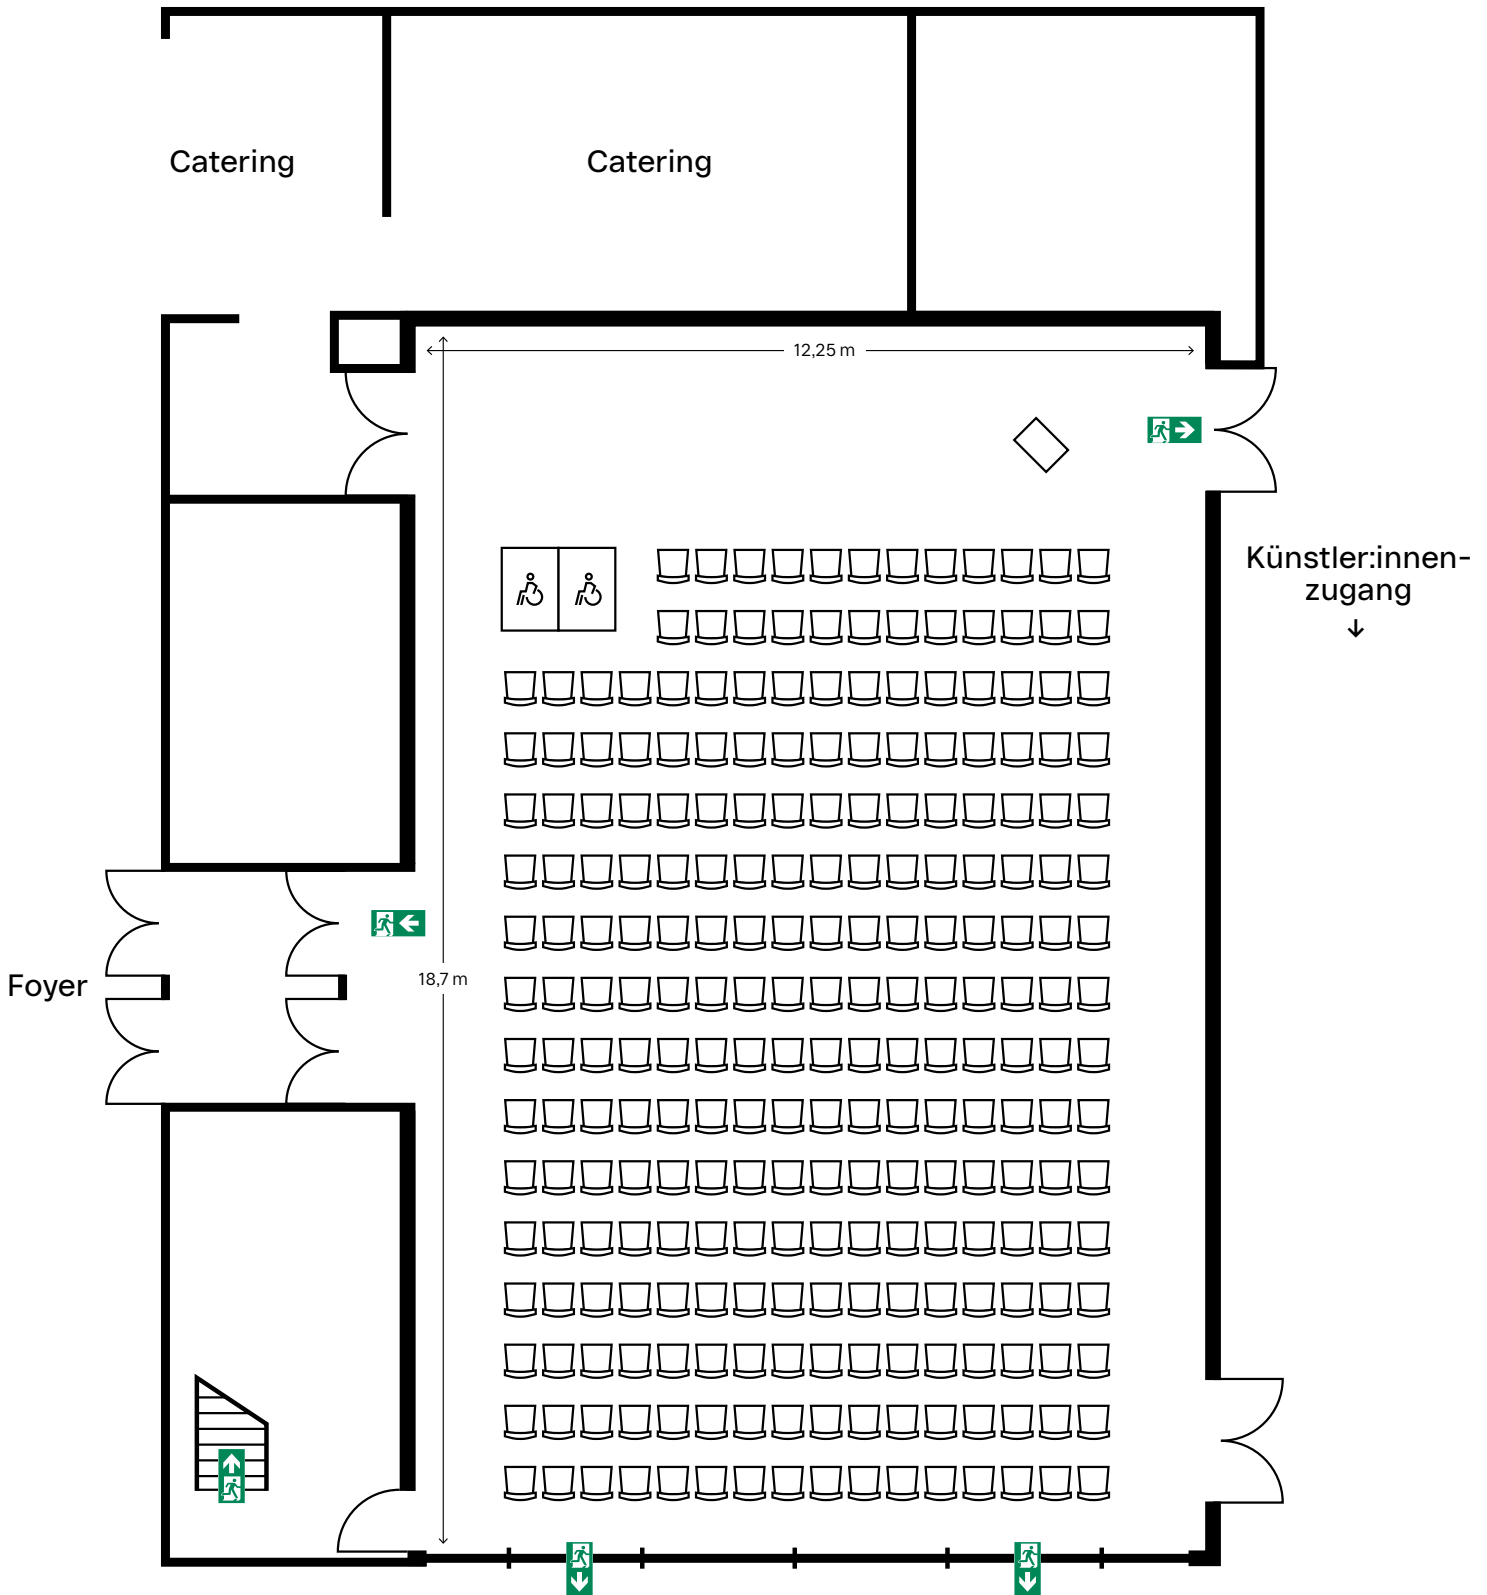 Catering
Catering
12,25 m
Künstler:innen-
zugang
↓
Foyer
18,7 m